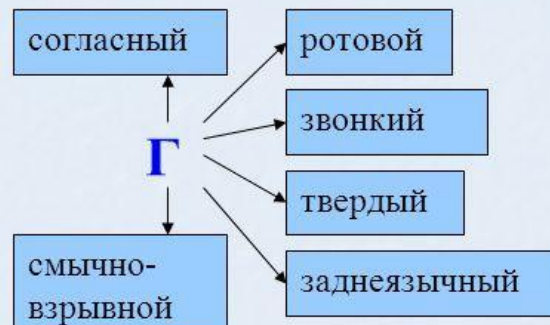 согласный
ротовой
звонкий
Г
твердый
смычно-
взрывной
заднеязычный